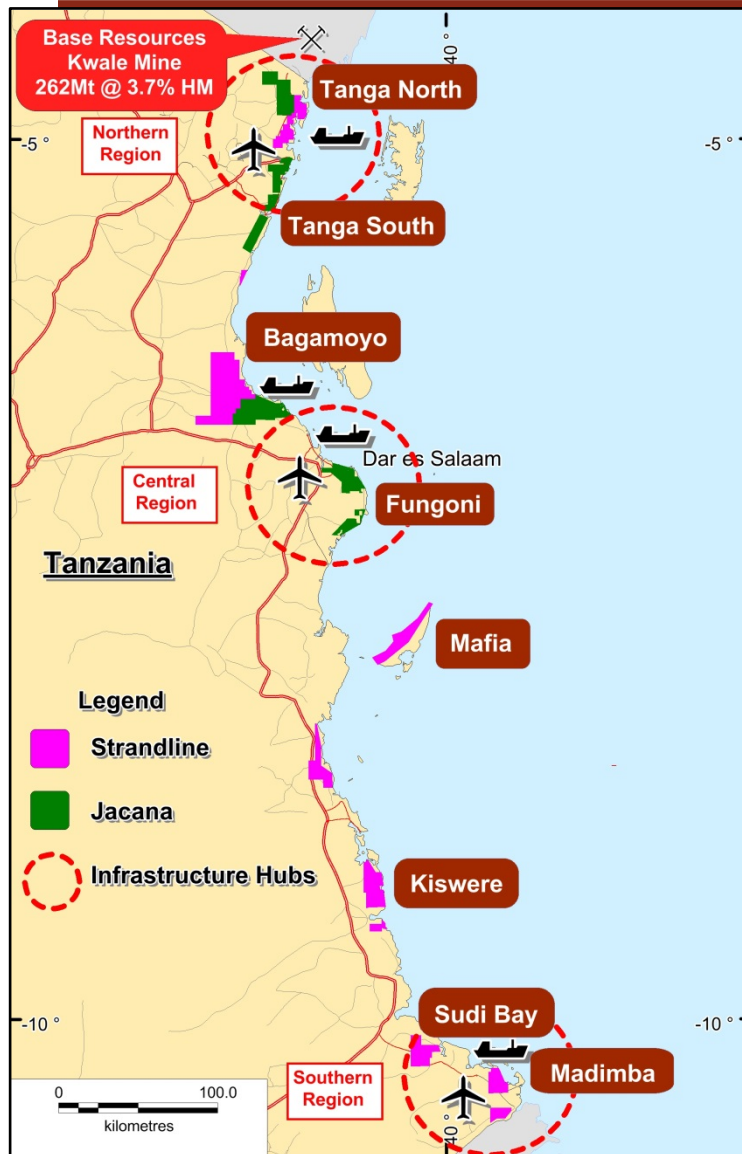 40 °
Base Resources
Kwale Mine
262Mt @ 3.7% HM
Tanga North
Northern
Region
-5 °
-5 °
Tanga South
Bagamoyo
Dar es Salaam
Central
Region
Fungoni
Tanzania
Mafia
Legend
Strandline
Jacana
Infrastructure Hubs
Kiswere
-10 °
-10 °
Sudi Bay
Southern
Region
Madimba
0
100.0
kilometres
40 °